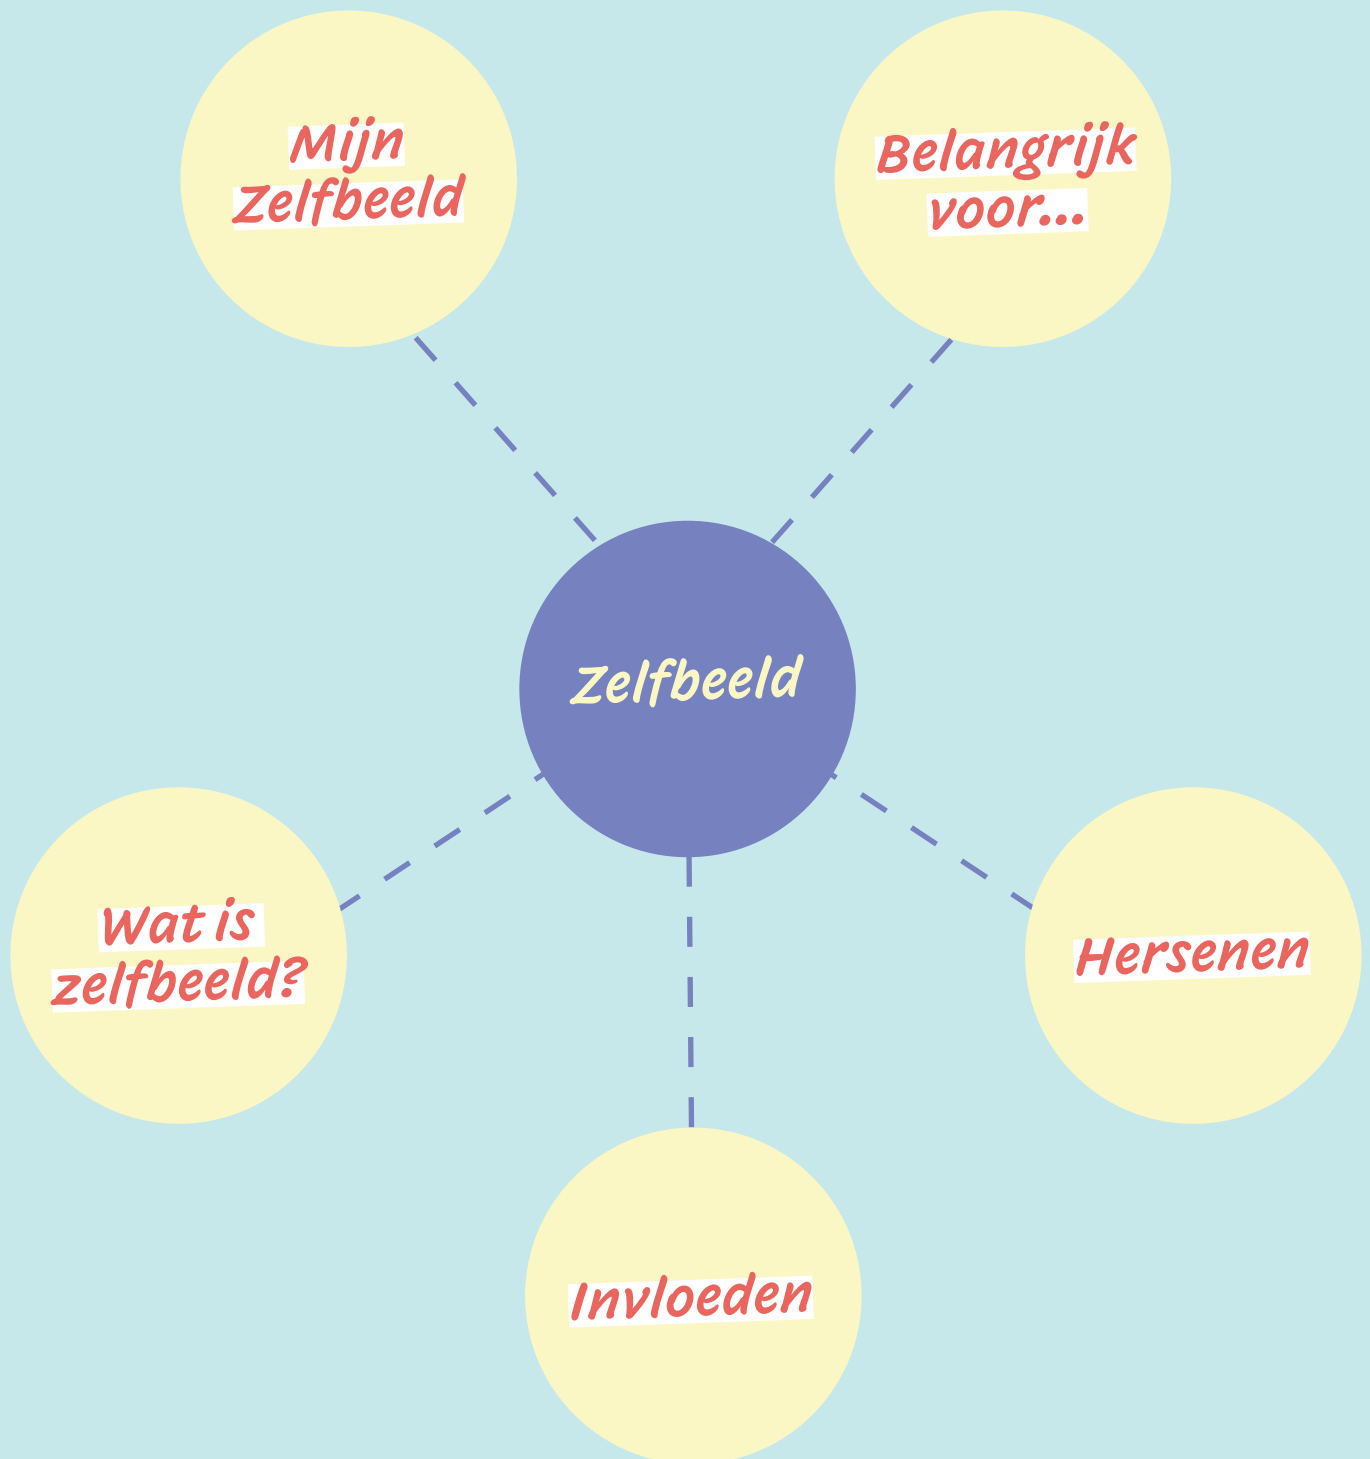 Mijn
Zelfbeeld
Belangrijk
voor...
Zelfbeeld
Wat is
zelfbeeld?
Hersenen
Invloeden